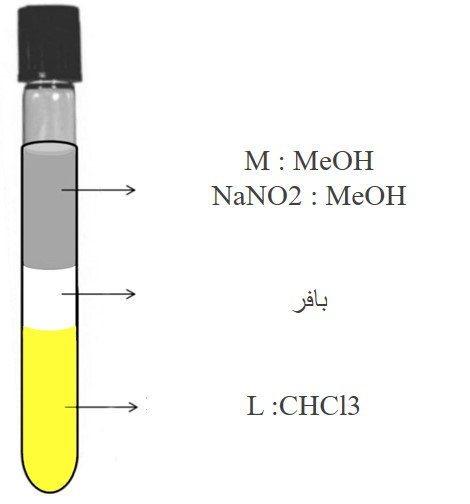 M : MeOH
NaNO2 : MeOH
بافر
L :CHCl3